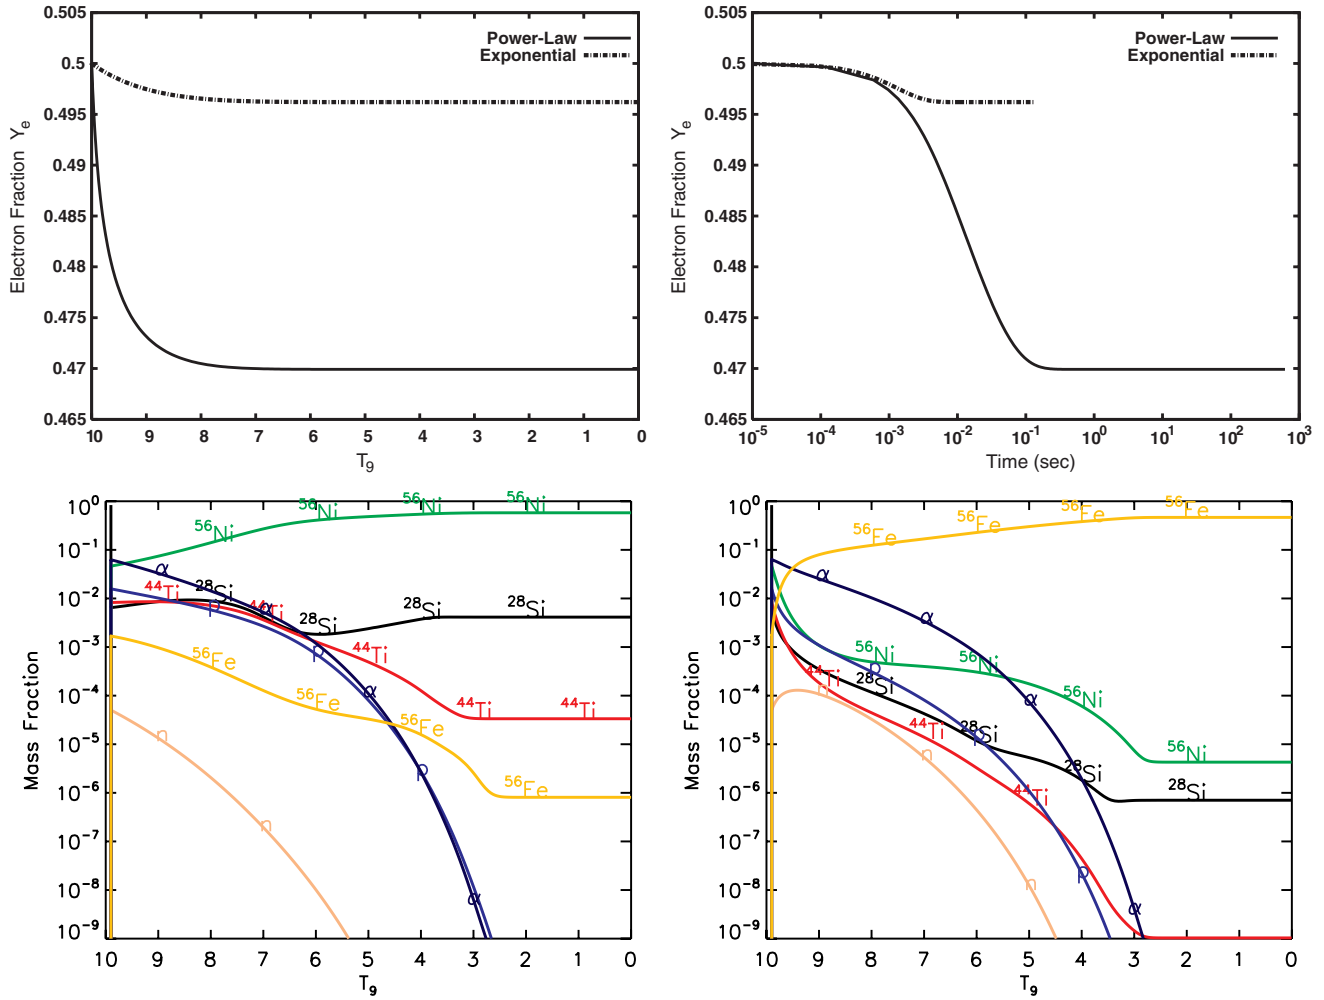 0.505
0.5
0.495
0.49
0.485
0.48
0.475
0.47
0.465
Electron Fraction Yₑ
Power-Law
Exponential
10 9 8 7 6 5 4 3 2 1 0
T₉
0.505
0.5
0.495
0.49
0.485
0.48
0.475
0.47
0.465
Electron Fraction Yₑ
Power-Law
Exponential
10⁻⁵ 10⁻⁴ 10⁻³ 10⁻² 10⁻¹ 10⁰ 10¹ 10² 10³
Time (sec)
10⁰
10⁻¹
10⁻²
10⁻³
10⁻⁴
10⁻⁵
10⁻⁶
10⁻⁷
10⁻⁸
10⁻⁹
Mass Fraction
⁵⁶Ni ⁵⁶Ni ⁵⁶Ni ⁵⁶Ni
α α α α
⁴⁴Ti ⁴⁴Ti ⁴⁴Ti ⁴⁴Ti ⁴⁴Ti
²⁸Si ²⁸Si ²⁸Si ²⁸Si
p p p
⁵⁶Fe ⁵⁶Fe ⁵⁶Fe ⁵⁶Fe
n n
10 9 8 7 6 5 4 3 2 1 0
T₉
10⁰
10⁻¹
10⁻²
10⁻³
10⁻⁴
10⁻⁵
10⁻⁶
10⁻⁷
10⁻⁸
10⁻⁹
Mass Fraction
⁵⁶Fe ⁵⁶Fe ⁵⁶Fe ⁵⁶Fe
α α α α
⁵⁶Ni ⁵⁶Ni ⁵⁶Ni ⁵⁶Ni
p p p
⁴⁴Ti ⁴⁴Ti ⁴⁴Ti
²⁸Si ²⁸Si ²⁸Si ²⁸Si
n n n
10 9 8 7 6 5 4 3 2 1 0
T₉